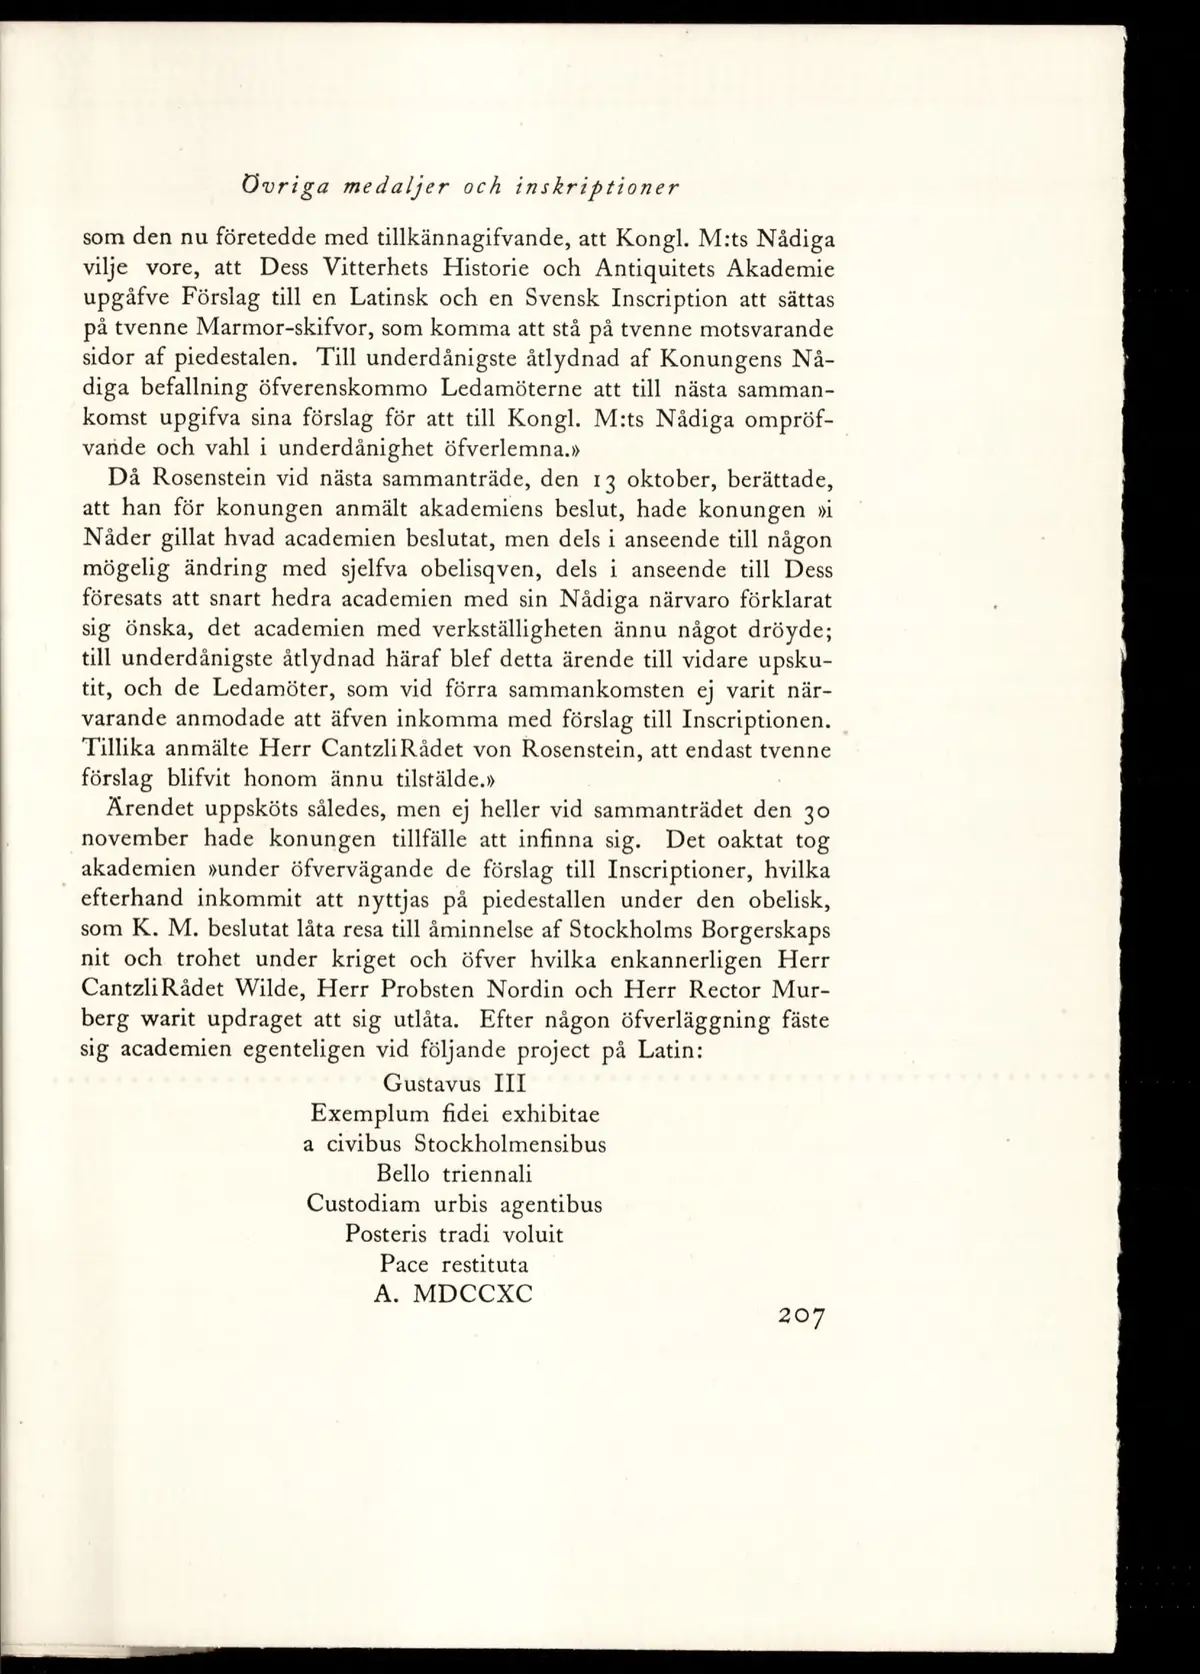 Övriga medaljer och inskriptioner
som den nu företedde med tillkännagifvande, att Kongl. M:ts Nådiga
vilje vore, att Dess Vitterhets Historie och Antiquitets Akademie
upgåfve Förslag till en Latinsk och en Svensk Inscription att sättas
på tvenne Marmor-skifvor, som komma att stå på tvenne motsvarande
sidor af piedestalen. Till underdånigste åtlydnad af Konungens Nå-
diga befallning öfverenskommo Ledamöterne att till nästa samman-
komst upgifva sina förslag för att till Kongl. M:ts Nådiga ompröf-
vande och vahl i underdånighet öfverlemna.»
Då Rosenstein vid nästa sammanträde, den 13 oktober, berättade,
att han för konungen anmält akademiens beslut, hade konungen »i
Nåder gillat hvad academien beslutat, men dels i anseende till någon
mögelig ändring med sjelfva obelisqven, dels i anseende till Dess
föresats att snart hedra academien med sin Nådiga närvaro förklarat
sig önska, det academien med verkställigheten ännu något dröyde;
till underdånigste åtlydnad häraf blef detta ärende till vidare upsku-
tit, och de Ledamöter, som vid förra sammankomsten ej varit när-
varande anmodade att äfven inkomma med förslag till Inscriptionen.
Tillika anmälte Herr CantzliRådet von Rosenstein, att endast tvenne
förslag blifvit honom ännu tilstälde.»
Ärendet uppsköts således, men ej heller vid sammanträdet den 30
november hade konungen tillfälle att infinna sig. Det oaktat tog
akademien »under öfvervägande de förslag till Inscriptioner, hvilka
efterhand inkommit att nyttjas på piedestallen under den obelisk,
som K. M. beslutat låta resa till åminnelse af Stockholms Borgerskaps
nit och trohet under kriget och öfver hvilka enkannerligen Herr
CantzliRådet Wilde, Herr Probsten Nordin och Herr Rector Mur-
berg warit updraget att sig utlåta. Efter någon öfverläggning fäste
sig academien egenteligen vid följande project på Latin:
Gustavus III
Exemplum fidei exhibitae
a civibus Stockholmensibus
Bello triennali
Custodiam urbis agentibus
Posteris tradi voluit
Pace restituta
A. MDCCXC
207